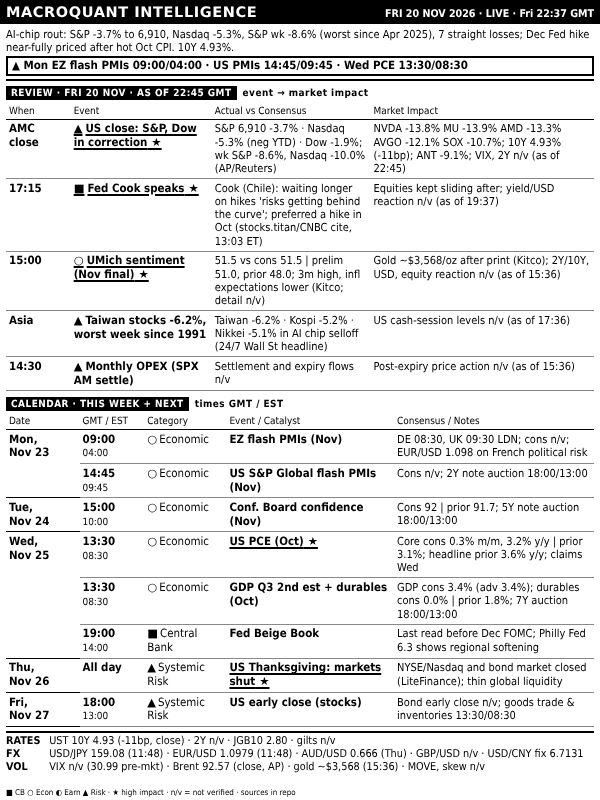 MACROQUANT INTELLIGENCE FRI 20 NOV 2026 · LIVE · Fri 22:37 GMT
AI-chip rout: S&P -3.7% to 6,910, Nasdaq -5.3%, S&P wk -8.6% (worst since Apr 2025), 7 straight losses; Dec Fed hike
near-fully priced after hot Oct CPI. 10Y 4.93%.
▲ Mon EZ flash PMIs 09:00/04:00 · US PMIs 14:45/09:45 · Wed PCE 13:30/08:30
REVIEW · FRI 20 NOV · AS OF 22:45 GMT event → market impact
When Event Actual vs Consensus Market Impact
AMC ▲ US close: S&P, Dow S&P 6,910 -3.7% · Nasdaq NVDA -13.8% MU -13.9% AMD -13.3%
close in correction ★ -5.3% (neg YTD) · Dow -1.9%; AVGO -12.1% SOX -10.7%; 10Y 4.93%
wk S&P -8.6%, Nasdaq -10.0% (-11bp); ANT -9.1%; VIX, 2Y n/v (as of
(AP/Reuters) 22:45)
17:15 ■ Fed Cook speaks ★ Cook (Chile): waiting longer Equities kept sliding after; yield/USD
on hikes 'risks getting behind reaction n/v (as of 19:37)
the curve'; preferred a hike in
Oct (stocks.titan/CNBC cite,
13:03 ET)
15:00 ○ UMich sentiment 51.5 vs cons 51.5 | prelim Gold ~$3,568/oz after print (Kitco); 2Y/10Y,
(Nov final) ★ 51.0, prior 48.0; 3m high, infl USD, equity reaction n/v (as of 15:36)
expectations lower (Kitco;
detail n/v)
Asia ▲ Taiwan stocks -6.2%, Taiwan -6.2% · Kospi -5.2% · US cash-session levels n/v (as of 17:36)
worst week since 1991 Nikkei -5.1% in AI chip selloff
(24/7 Wall St headline)
14:30 ▲ Monthly OPEX (SPX Settlement and expiry flows Post-expiry price action n/v (as of 15:36)
AM settle) n/v
CALENDAR · THIS WEEK + NEXT times GMT / EST
Date GMT / EST Category Event / Catalyst Consensus / Notes
Mon, 09:00 ○ Economic EZ flash PMIs (Nov) DE 08:30, UK 09:30 LDN; cons n/v;
Nov 23 04:00 EUR/USD 1.098 on French political risk
14:45 ○ Economic US S&P Global flash PMIs Cons n/v; 2Y note auction 18:00/13:00
09:45 (Nov)
Tue, 15:00 ○ Economic Conf. Board confidence Cons 92 | prior 91.7; 5Y note auction
Nov 24 10:00 (Nov) 18:00/13:00
Wed, 13:30 ○ Economic US PCE (Oct) ★ Core cons 0.3% m/m, 3.2% y/y | prior
Nov 25 08:30 3.1%; headline prior 3.6% y/y; claims
Wed
13:30 ○ Economic GDP Q3 2nd est + durables GDP cons 3.4% (adv 3.4%); durables
08:30 (Oct) cons 0.0% | prior 1.8%; 7Y auction
18:00/13:00
19:00 ■ Central Fed Beige Book Last read before Dec FOMC; Philly Fed
14:00 Bank 6.3 shows regional softening
Thu, All day ▲ Systemic US Thanksgiving: markets NYSE/Nasdaq and bond market closed
Nov 26 Risk shut ★ (LiteFinance); thin global liquidity
Fri, 18:00 ▲ Systemic US early close (stocks) Bond early close n/v; goods trade &
Nov 27 13:00 Risk inventories 13:30/08:30
RATES UST 10Y 4.93 (-11bp, close) · 2Y n/v · JGB10 2.80 · gilts n/v
FX USD/JPY 159.08 (11:48) · EUR/USD 1.0979 (11:48) · AUD/USD 0.666 (Thu) · GBP/USD n/v · USD/CNY fix 6.7131
VOL VIX n/v (30.99 pre-mkt) · Brent 92.57 (close, AP) · gold ~$3,568 (15:36) · MOVE, skew n/v
■ CB ○ Econ ◐ Earn ▲ Risk · ★ high impact · n/v = not verified · sources in repo